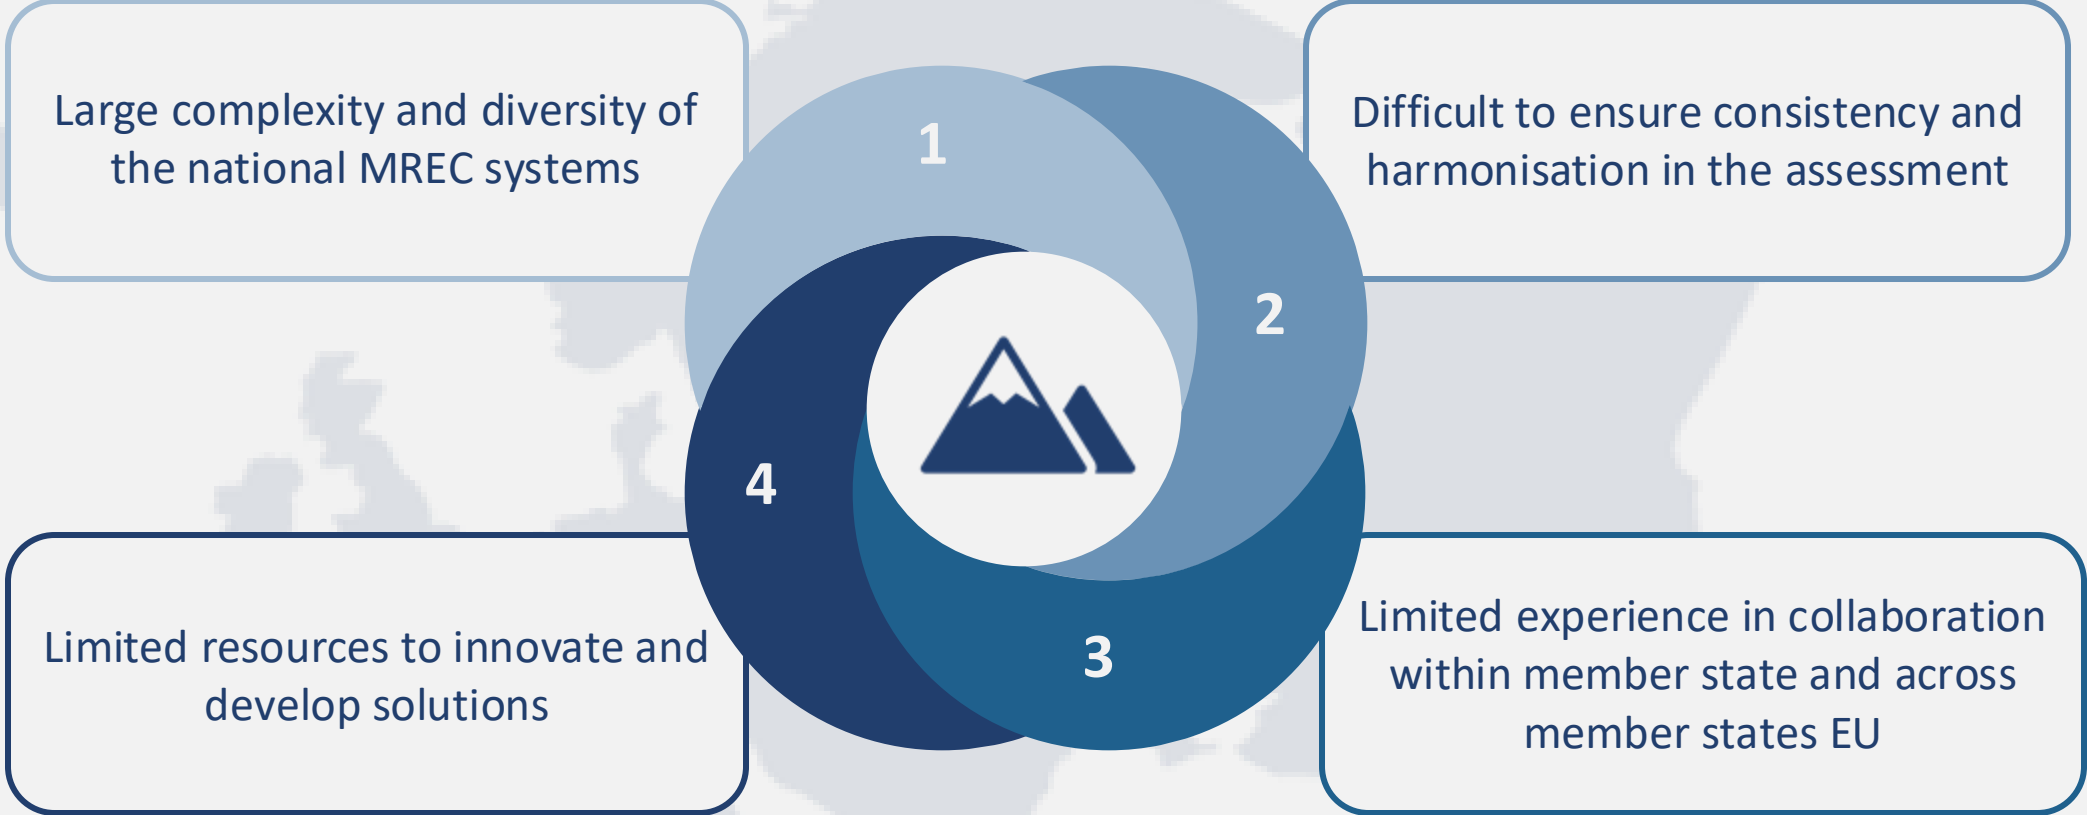 Large complexity and diversity of
the national MREC systems
1
Difficult to ensure consistency and
harmonisation in the assessment
2
Limited experience in collaboration
within member state and across
member states EU
3
Limited resources to innovate and
develop solutions
4